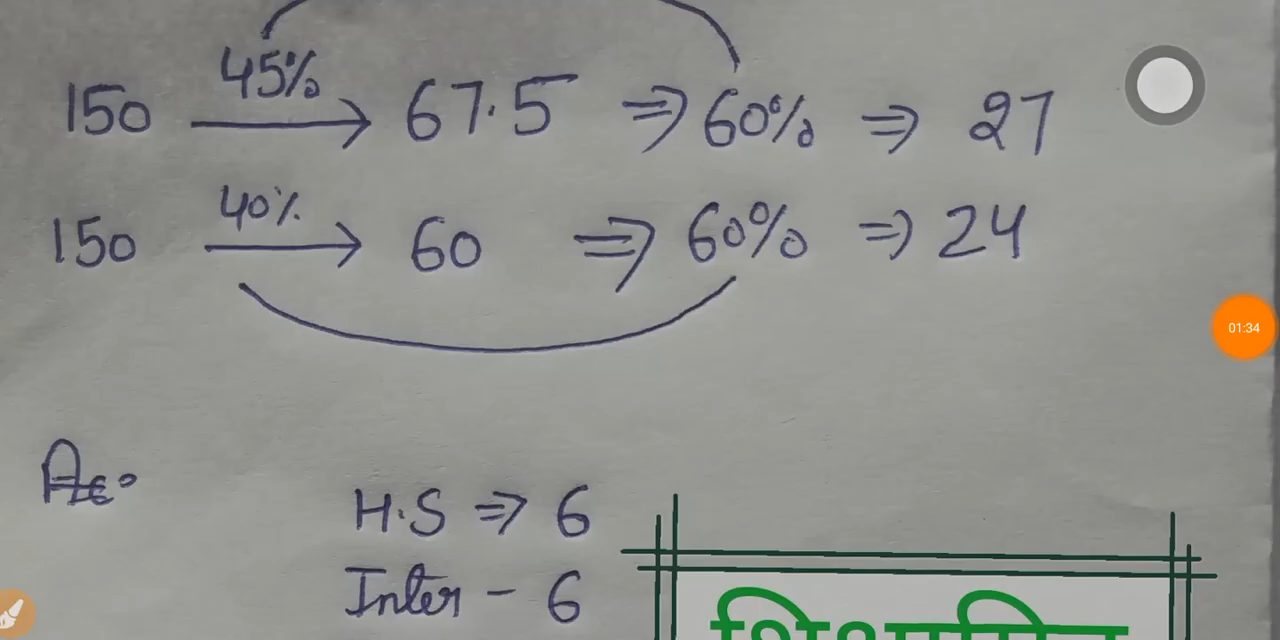 150 45% → 67.5 ⇒ 60% ⇒ 27
150 40% → 60 ⇒ 60% ⇒ 24
01:34
H.S ⇒ 6
Inter - 6